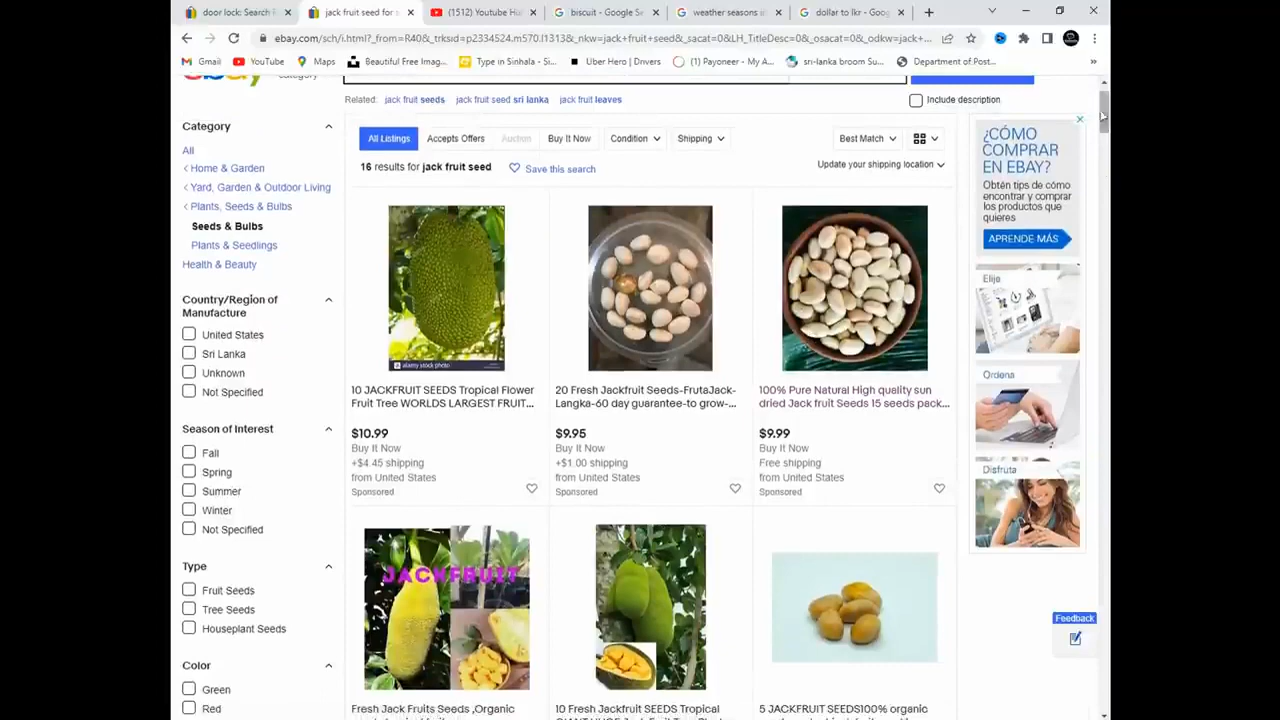 door lock: Search R
jack fruit seed for s
(1512) Youtube Hi
biscuit - Google Se
weather seasons in
dollar to lkr - Goog
ebay.com/sch/i.html?_from=R40&_trksid=p2334524.m570.l1313&_nkw=jack+fruit+seed&_sacat=0&LH_TitleDesc=0&_osacat=0&_odkw=jack+...
Gmail
YouTube
Maps
Beautiful Free Imag...
Type in Sinhala - Si...
Uber Hero | Drivers
(1) Payoneer - My A...
sri-lanka broom Su...
Department of Post...
»
category
Related: jack fruit seeds jack fruit seed sri lanka jack fruit leaves
Include description
Category
All
Home & Garden
Yard, Garden & Outdoor Living
Plants, Seeds & Bulbs
Seeds & Bulbs
Plants & Seedlings
Health & Beauty
Country/Region of
Manufacture
United States
Sri Lanka
Unknown
Not Specified
Season of Interest
Fall
Spring
Summer
Winter
Not Specified
Type
Fruit Seeds
Tree Seeds
Houseplant Seeds
Color
Green
Red
All Listings
Accepts Offers
Auction
Buy It Now
Condition
Shipping
Best Match
16 results for jack fruit seed
Save this search
Update your shipping location
alamy stock photo
10 JACKFRUIT SEEDS Tropical Flower
Fruit Tree WORLDS LARGEST FRUIT...
$10.99
Buy It Now
+$4.45 shipping
from United States
Sponsored
20 Fresh Jackfruit Seeds-FrutaJack-
Langka-60 day guarantee-to grow-...
$9.95
Buy It Now
+$1.00 shipping
from United States
Sponsored
100% Pure Natural High quality sun
dried Jack fruit Seeds 15 seeds pack...
$9.99
Buy It Now
Free shipping
from United States
Sponsored
JACKFRUIT
Fresh Jack Fruits Seeds ,Organic
10 Fresh Jackfruit SEEDS Tropical
5 JACKFRUIT SEEDS100% organic
¿CÓMO
COMPRAR
EN EBAY?
Obtén tips de cómo
encontrar y comprar
los productos que
quieres
APRENDE MÁS
Elije
Ordena
Disfruta
Feedback